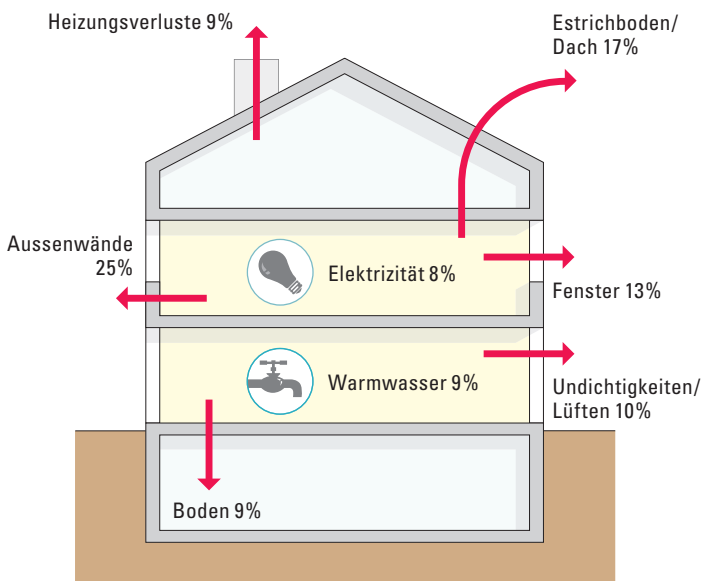 Heizungsverluste 9%
Estrichboden/
Dach 17%
Aussenwände
25%
Elektrizität 8%
Fenster 13%
Warmwasser 9%
Undichtigkeiten/
Lüften 10%
Boden 9%